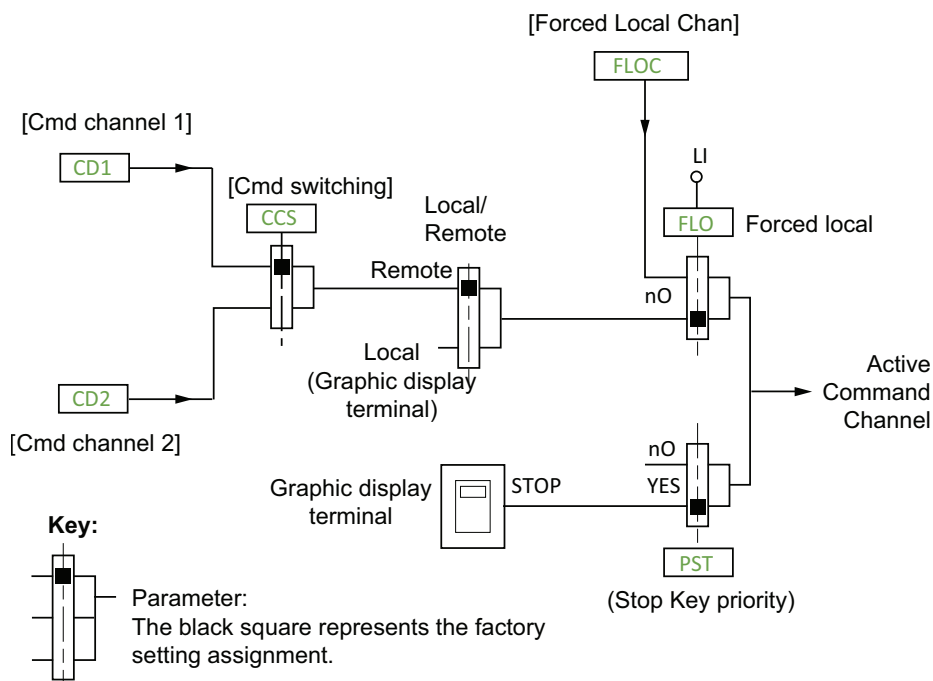 [Forced Local Chan]
FLOC
[Cmd channel 1]
CD1
LI
[Cmd switching]
CCS
Local/
Remote
FLO
Forced local
Remote
nO
Local
(Graphic display
terminal)
Active
Command
Channel
CD2
[Cmd channel 2]
nO
Graphic display
terminal
STOP
YES
Key:
PST
(Stop Key priority)
Parameter:
The black square represents the factory
setting assignment.